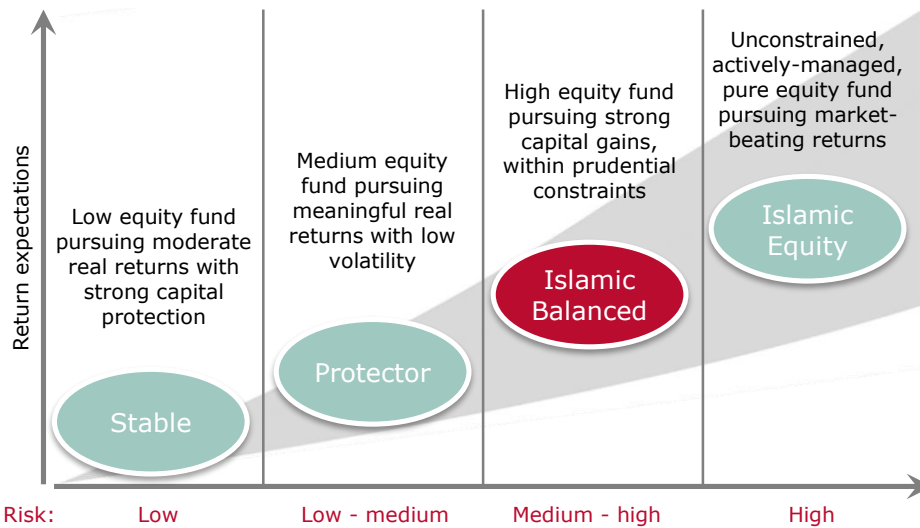 Return expectations
Low equity fund
pursuing moderate
real returns with
strong capital
protection
Stable
Medium equity
fund pursuing
meaningful real
returns with low
volatility
Protector
High equity fund
pursuing strong
capital gains,
within prudential
constraints
Islamic
Balanced
Unconstrained,
actively-managed,
pure equity fund
pursuing market-
beating returns
Islamic
Equity
Risk:
Low
Low - medium
Medium - high
High